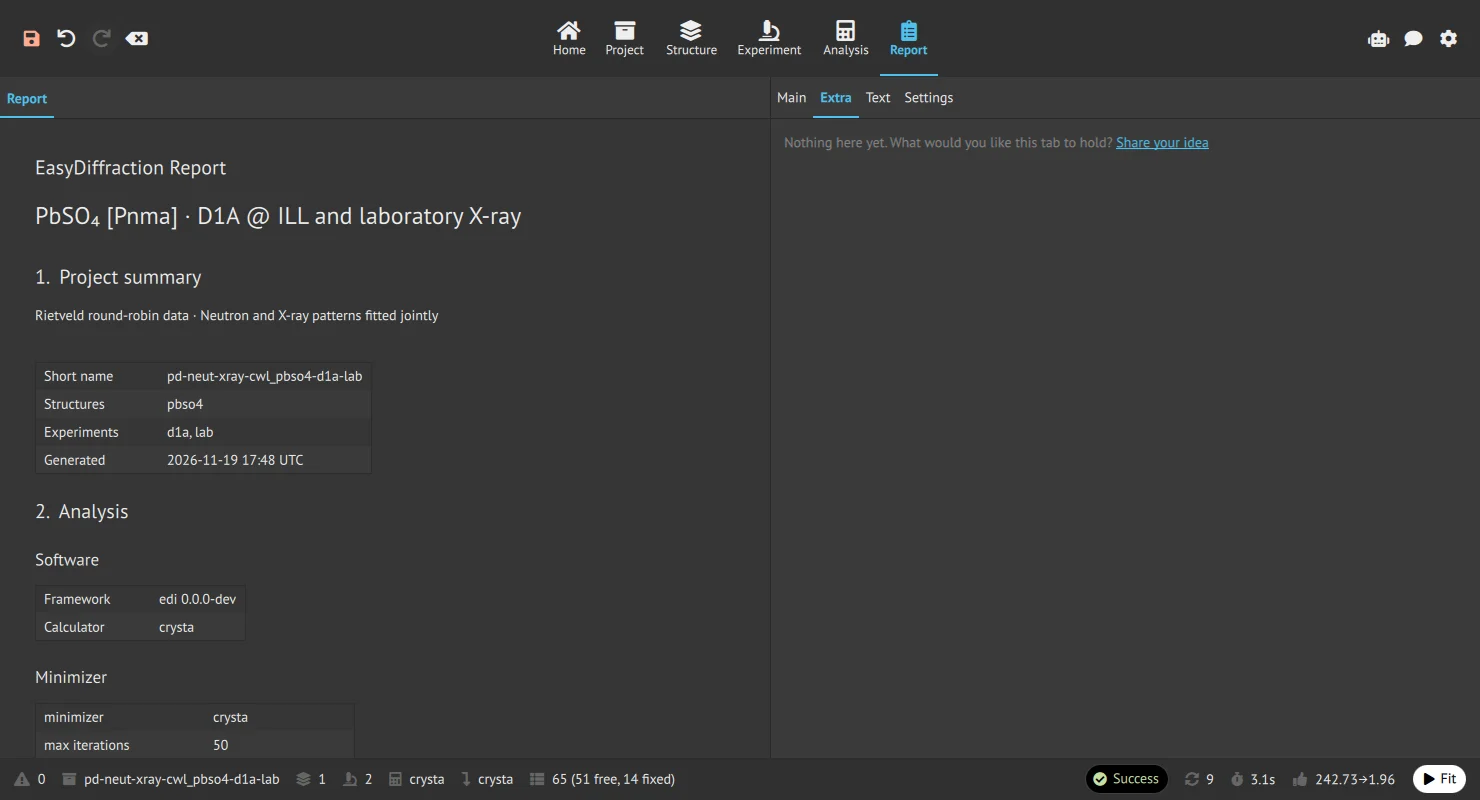 Home
Project
Structure
Experiment
Analysis
Report
Report
Main
Extra
Text
Settings
EasyDiffraction Report
PbSO₄ [Pnma] · D1A @ ILL and laboratory X-ray
1. Project summary
Rietveld round-robin data · Neutron and X-ray patterns fitted jointly
Short name pd-neut-xray-cwl_pbso4-d1a-lab
Structures pbso4
Experiments d1a, lab
Generated 2026-11-19 17:48 UTC
2. Analysis
Software
Framework edi 0.0.0-dev
Calculator crysta
Minimizer
minimizer crysta
max iterations 50
Nothing here yet. What would you like this tab to hold? Share your idea
0 pd-neut-xray-cwl_pbso4-d1a-lab 1 2 crysta crysta 65 (51 free, 14 fixed) Success 9 3.1s 242.73→1.96 Fit